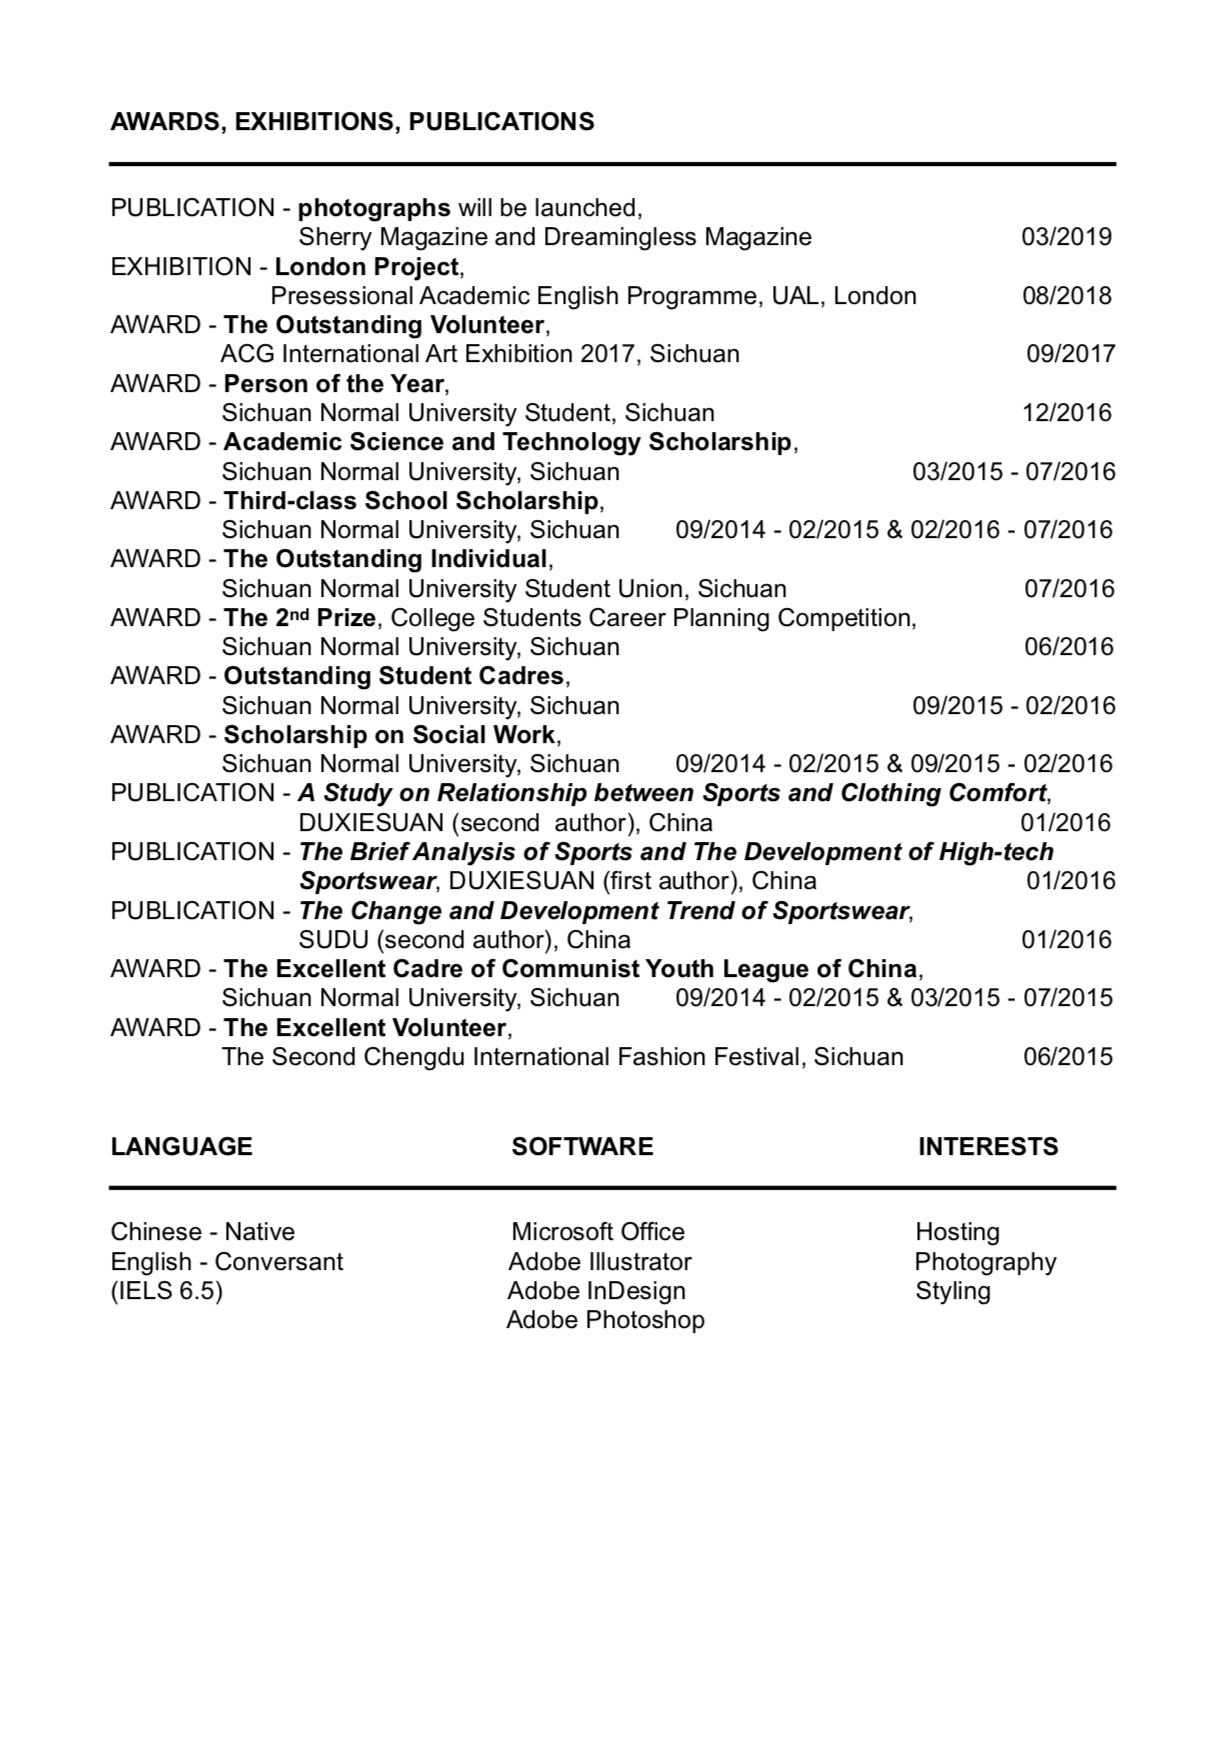 AWARDS, EXHIBITIONS, PUBLICATIONS
PUBLICATION - photographs will be launched,
Sherry Magazine and Dreamingless Magazine 03/2019
EXHIBITION - London Project,
Presessional Academic English Programme, UAL, London 08/2018
AWARD - The Outstanding Volunteer,
ACG International Art Exhibition 2017, Sichuan 09/2017
AWARD - Person of the Year,
Sichuan Normal University Student, Sichuan 12/2016
AWARD - Academic Science and Technology Scholarship,
Sichuan Normal University, Sichuan 03/2015 - 07/2016
AWARD - Third-class School Scholarship,
Sichuan Normal University, Sichuan 09/2014 - 02/2015 & 02/2016 - 07/2016
AWARD - The Outstanding Individual,
Sichuan Normal University Student Union, Sichuan 07/2016
AWARD - The 2nd Prize, College Students Career Planning Competition,
Sichuan Normal University, Sichuan 06/2016
AWARD - Outstanding Student Cadres,
Sichuan Normal University, Sichuan 09/2015 - 02/2016
AWARD - Scholarship on Social Work,
Sichuan Normal University, Sichuan 09/2014 - 02/2015 & 09/2015 - 02/2016
PUBLICATION - A Study on Relationship between Sports and Clothing Comfort,
DUXIESUAN (second author), China 01/2016
PUBLICATION - The Brief Analysis of Sports and The Development of High-tech
Sportswear, DUXIESUAN (first author), China 01/2016
PUBLICATION - The Change and Development Trend of Sportswear,
SUDU (second author), China 01/2016
AWARD - The Excellent Cadre of Communist Youth League of China,
Sichuan Normal University, Sichuan 09/2014 - 02/2015 & 03/2015 - 07/2015
AWARD - The Excellent Volunteer,
The Second Chengdu International Fashion Festival, Sichuan 06/2015
LANGUAGE SOFTWARE INTERESTS
Chinese - Native Microsoft Office Hosting
English - Conversant Adobe Illustrator Photography
(IELS 6.5) Adobe InDesign Styling
Adobe Photoshop